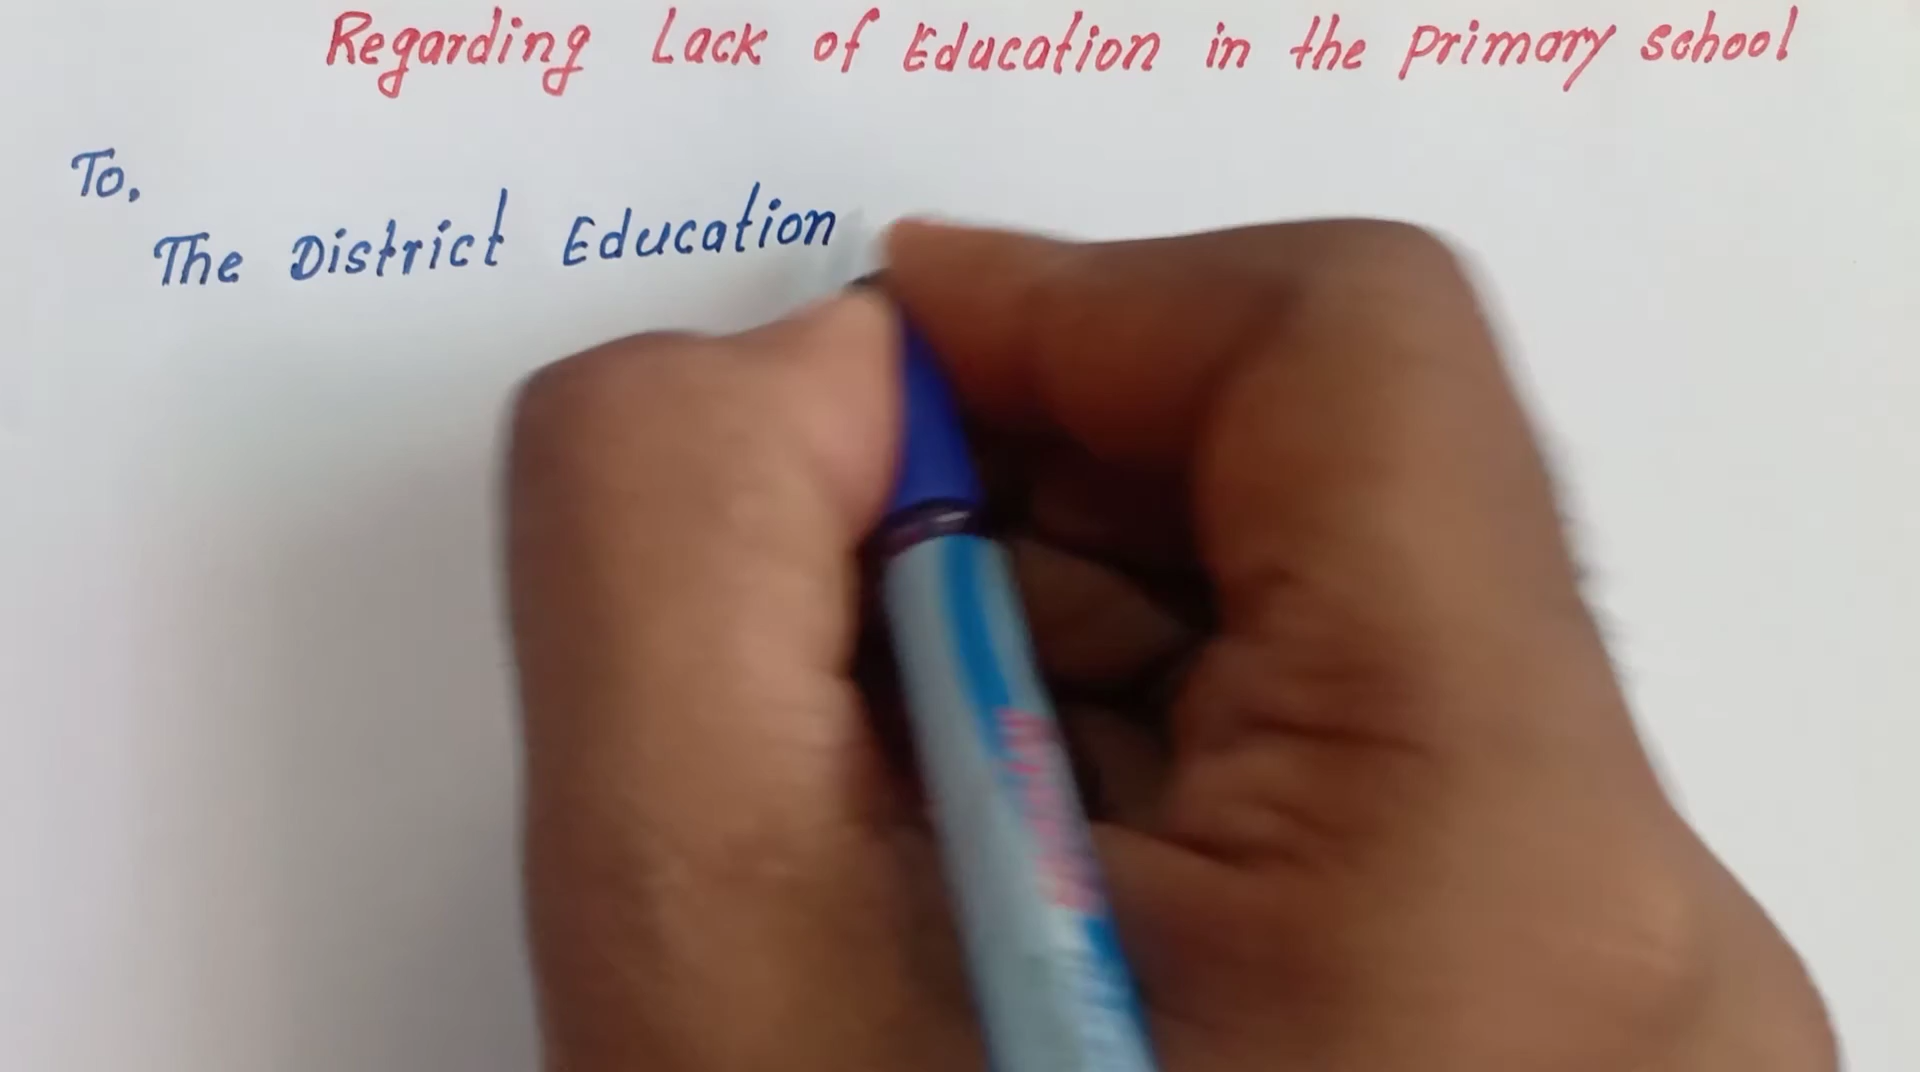 Regarding Lack of Education in the primary school
To,
The District Education